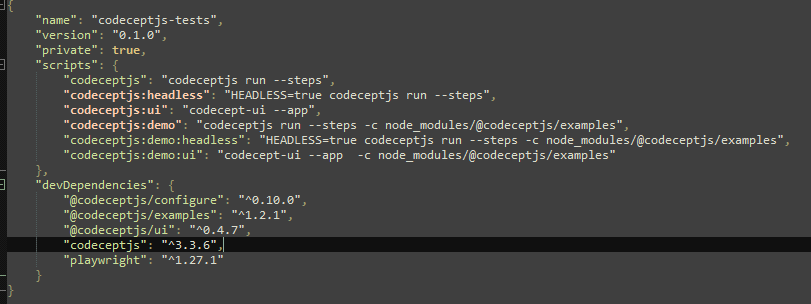 {
"name": "codeceptjs-tests",
"version": "0.1.0",
"private": true,
"scripts": {
"codeceptjs": "codeceptjs run --steps",
"codeceptjs:headless": "HEADLESS=true codeceptjs run --steps",
"codeceptjs:ui": "codecept-ui --app",
"codeceptjs:demo": "codeceptjs run --steps -c node_modules/@codeceptjs/examples",
"codeceptjs:demo:headless": "HEADLESS=true codeceptjs run --steps -c node_modules/@codeceptjs/examples",
"codeceptjs:demo:ui": "codecept-ui --app  -c node_modules/@codeceptjs/examples"
},
"devDependencies": {
"@codeceptjs/configure": "^0.10.0",
"@codeceptjs/examples": "^1.2.1",
"@codeceptjs/ui": "^0.4.7",
"codeceptjs": "^3.3.6",
"playwright": "^1.27.1"
}
}